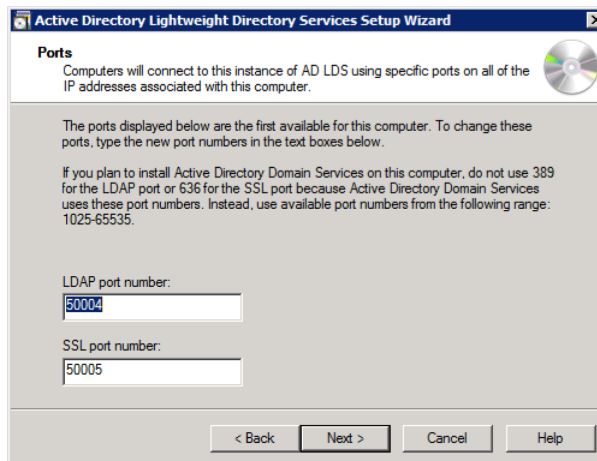 Active Directory Lightweight Directory Services Setup Wizard
Ports
Computers will connect to this instance of AD LDS using specific ports on all of the
IP addresses associated with this computer.
The ports displayed below are the first available for this computer. To change these
ports, type the new port numbers in the text boxes below.
If you plan to install Active Directory Domain Services on this computer, do not use 389
for the LDAP port or 636 for the SSL port because Active Directory Domain Services
uses these port numbers. Instead, use available port numbers from the following range:
1025-65535.
LDAP port number:
50004
SSL port number:
50005
< Back Next > Cancel Help